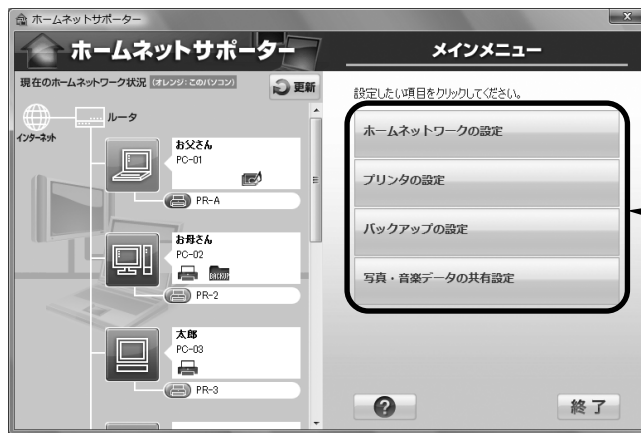 ホームネットサポーター
ホームネットサポーター
メインメニュー
現在のホームネットワーク状況 (オレンジ:このパソコン)
更新
インターネット
ルータ
お父さん
PC-01
PR-A
お母さん
PC-02
BACKUP
PR-2
太郎
PC-03
PR-3
設定したい項目をクリックしてください。
ホームネットワークの設定
プリンタの設定
バックアップの設定
写真・音楽データの共有設定
?
終了